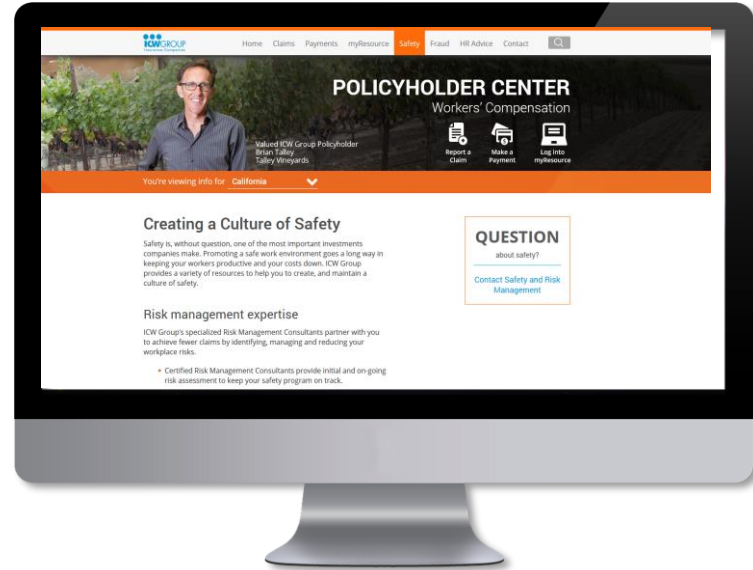 ICWGROUP
Insurance Companies
Home Claims Payments myResource Safety Fraud HR Advice Contact
POLICYHOLDER CENTER
Workers' Compensation
Valued ICW Group Policyholder
Brian Talley
Talley Vineyards
Report a
Claim
Make a
Payment
Log into
myResource
You're viewing info for California
Creating a Culture of Safety
Safety is, without question, one of the most important investments
companies make. Promoting a safe work environment goes a long way in
keeping your workers productive and your costs down. ICW Group
provides a variety of resources to help you to create, and maintain a
culture of safety.
QUESTION
about safety?
Contact Safety and Risk
Management
Risk management expertise
ICW Group's specialized Risk Management Consultants partner with you
to achieve fewer claims by identifying, managing and reducing your
workplace risks.
• Certified Risk Management Consultants provide initial and on-going
risk assessment to keep your safety program on track.